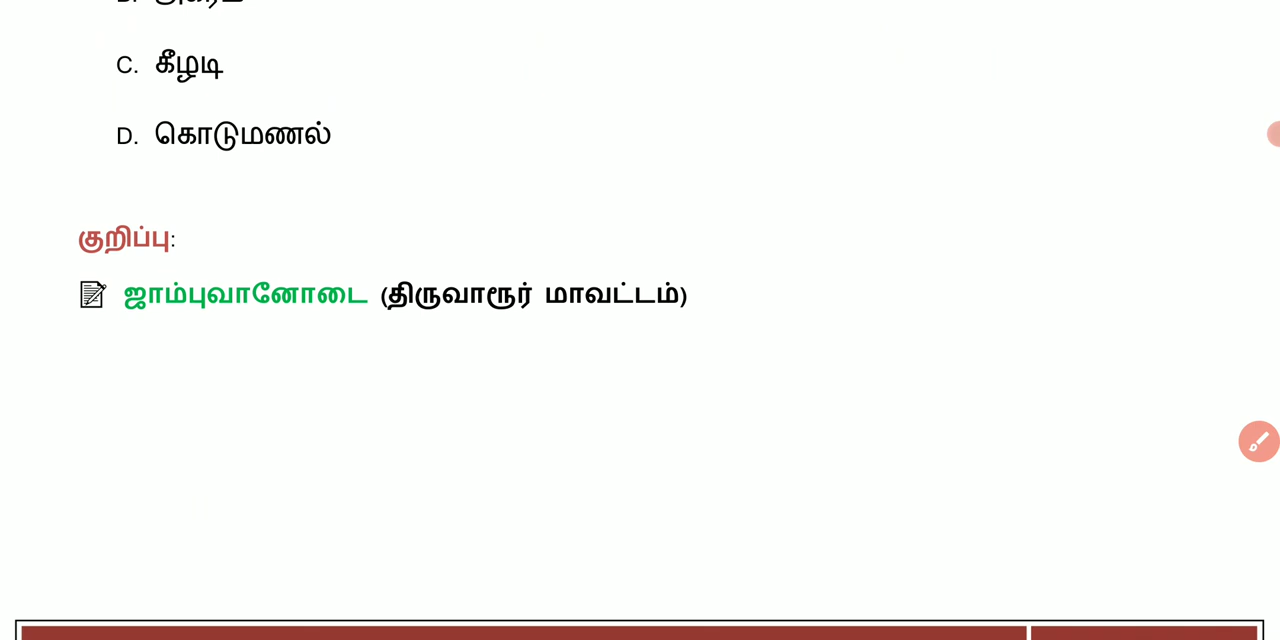 C. கீழடி
D. கொடுமணல்
குறிப்பு:
ஜாம்புவானோடை (திருவாரூர் மாவட்டம்)